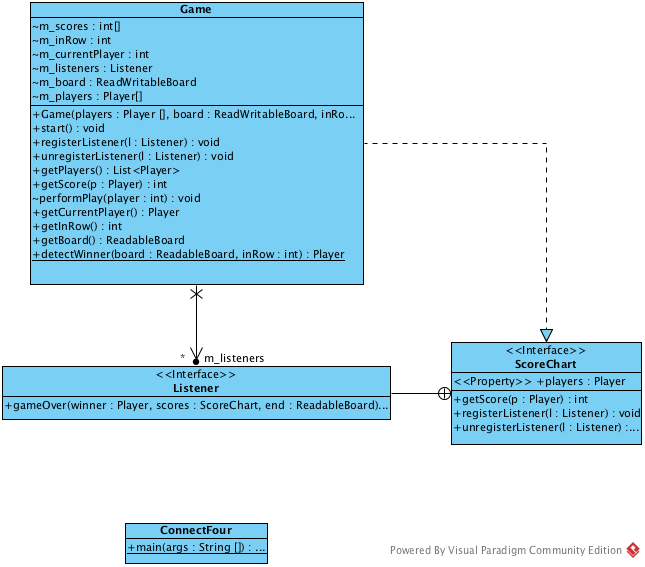 Game
~m_scores : int[]
~m_inRow : int
~m_currentPlayer : int
~m_listeners : Listener
~m_board : ReadWritableBoard
~m_players : Player[]
+Game(players : Player [], board : ReadWritableBoard, inRo...
+start() : void
+registerListener(l : Listener) : void
+unregisterListener(l : Listener) : void
+getPlayers() : List<Player>
+getScore(p : Player) : int
~performPlay(player : int) : void
+getCurrentPlayer() : Player
+getInRow() : int
+getBoard() : ReadableBoard
+detectWinner(board : ReadableBoard, inRow : int) : Player
* m_listeners
<<Interface>>
Listener
+gameOver(winner : Player, scores : ScoreChart, end : ReadableBoard)...
<<Interface>>
ScoreChart
<<Property>> +players : Player
+getScore(p : Player) : int
+registerListener(l : Listener) : void
+unregisterListener(l : Listener) :...
ConnectFour
+main(args : String []) : ...
Powered By Visual Paradigm Community Edition